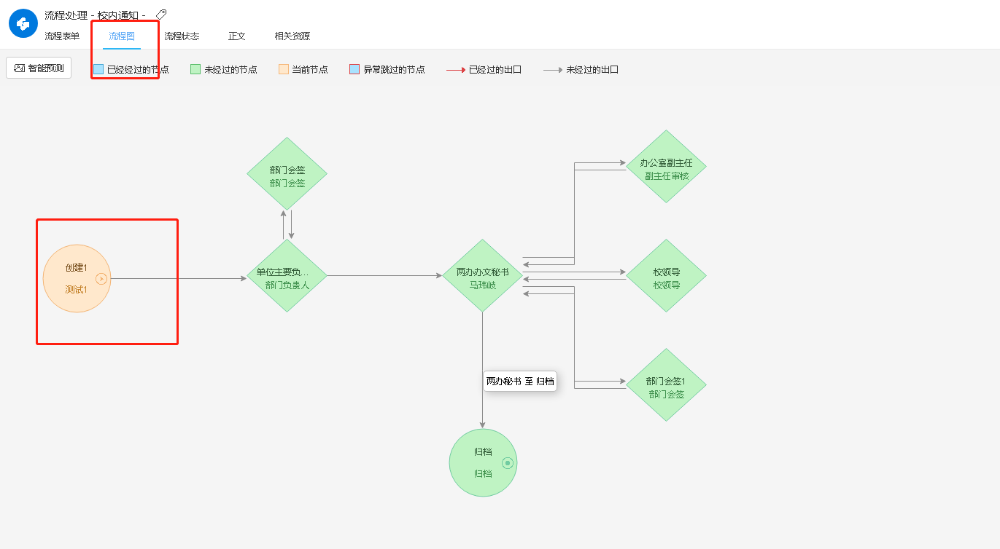 流程处理 - 校内通知 -
流程表单 流程图 流程状态 正文 相关资源
智能预测 已经经过的节点 未经过的节点 当前节点 异常跳过的节点 已经过的出口 未经过的出口
部门会签
部门会签
办公室副主任
副主任审核
创建1
测试1
单位主要负...
部门负责人
两办办文秘书
马玮岐
校领导
校领导
两办秘书 至 归档
部门会签1
部门会签
归档
归档